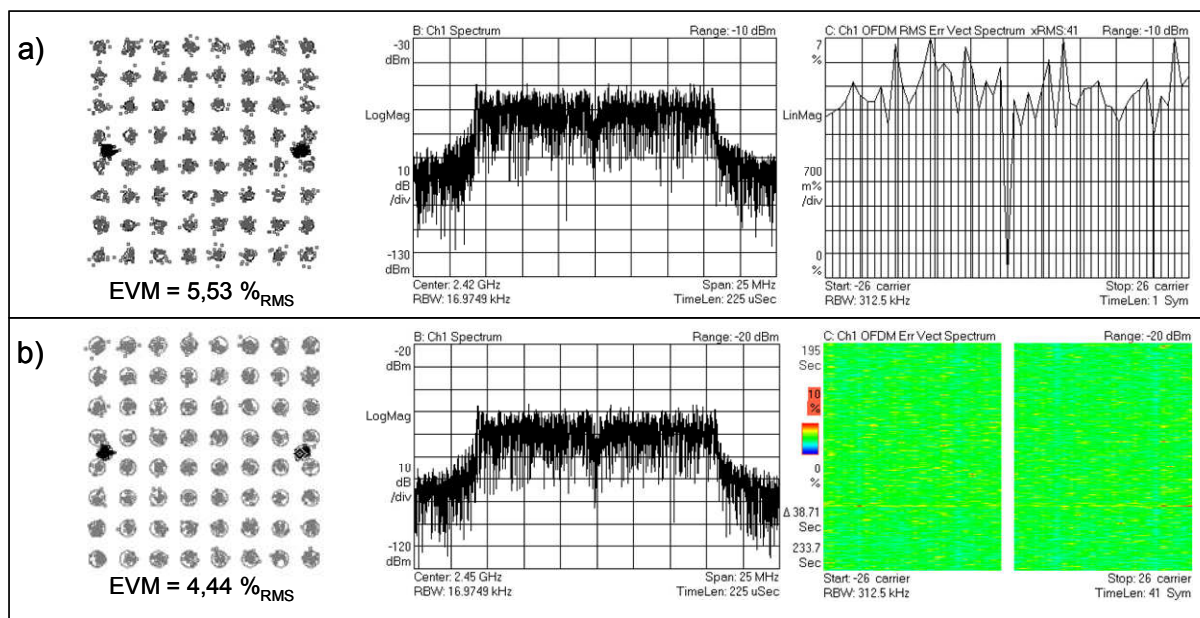 a)
EVM = 5,53 %RMS
B: Ch1 Spectrum Range: -10 dBm
-30
dBm
LogMag
10
dB
/div
-130
dBm
Center: 2.42 GHz Span: 25 MHz
RBW: 16.9749 kHz TimeLen: 225 uSec
C: Ch1 OFDM RMS Err Vect Spectrum xRMS:41 Range: -10 dBm
7
%
LinMag
700
m%
/div
0
%
Start: -26 carrier Stop: 26 carrier
RBW: 312.5 kHz TimeLen: 1 Sym
b)
EVM = 4,44 %RMS
B: Ch1 Spectrum Range: -20 dBm
-20
dBm
LogMag
10
dB
/div
-120
dBm
Center: 2.45 GHz Span: 25 MHz
RBW: 16.9749 kHz TimeLen: 225 uSec
C: Ch1 OFDM Err Vect Spectrum Range: -20 dBm
195
Sec
10
%
0
%
Δ 38.71
Sec
233.7
Sec
Start: -26 carrier Stop: 26 carrier
RBW: 312.5 kHz TimeLen: 41 Sym